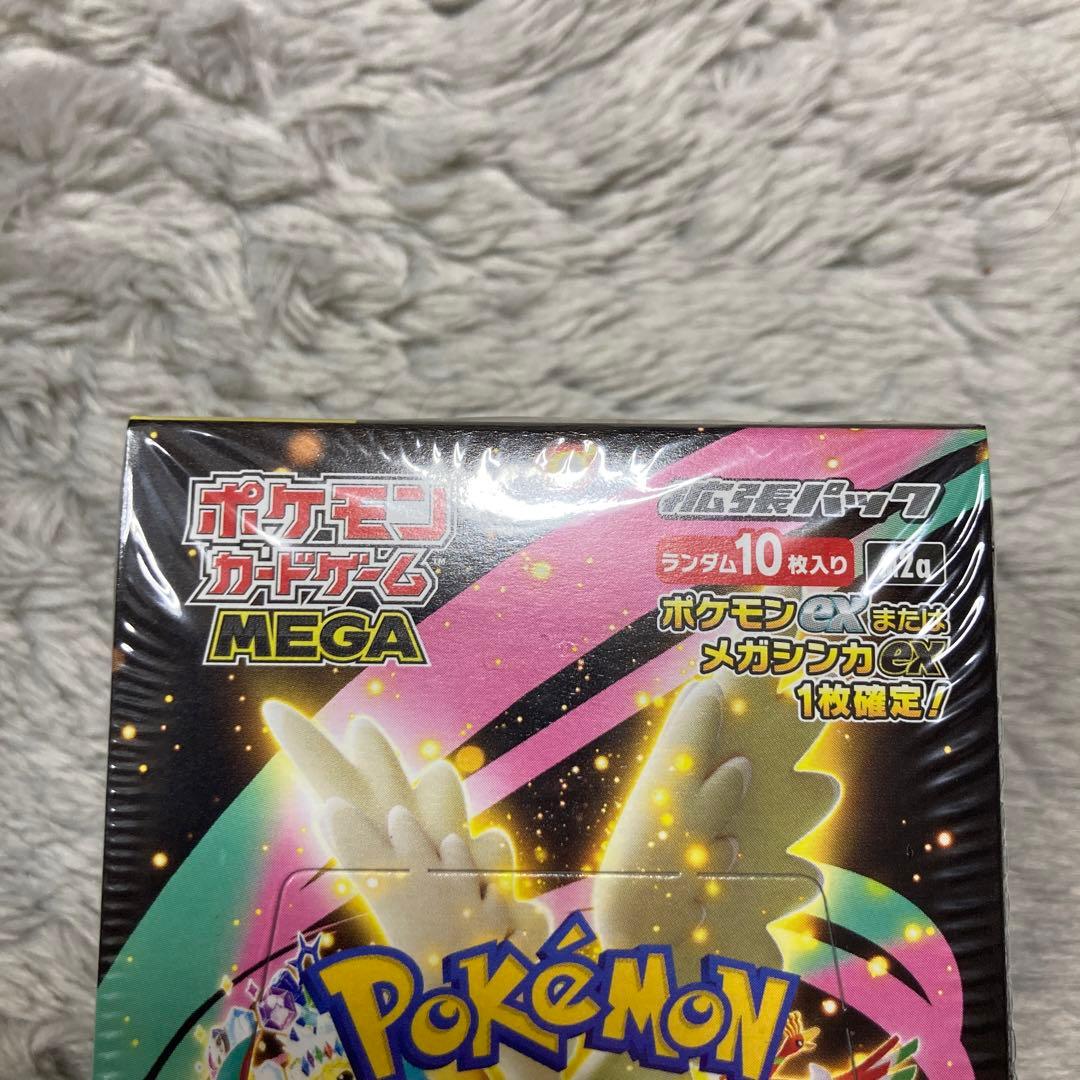 ポケモン
カードゲーム™
MEGA
拡張パック
ランダム10枚入り
ポケモンexまたは
メガシンカex
1枚確定!
POKÉMON